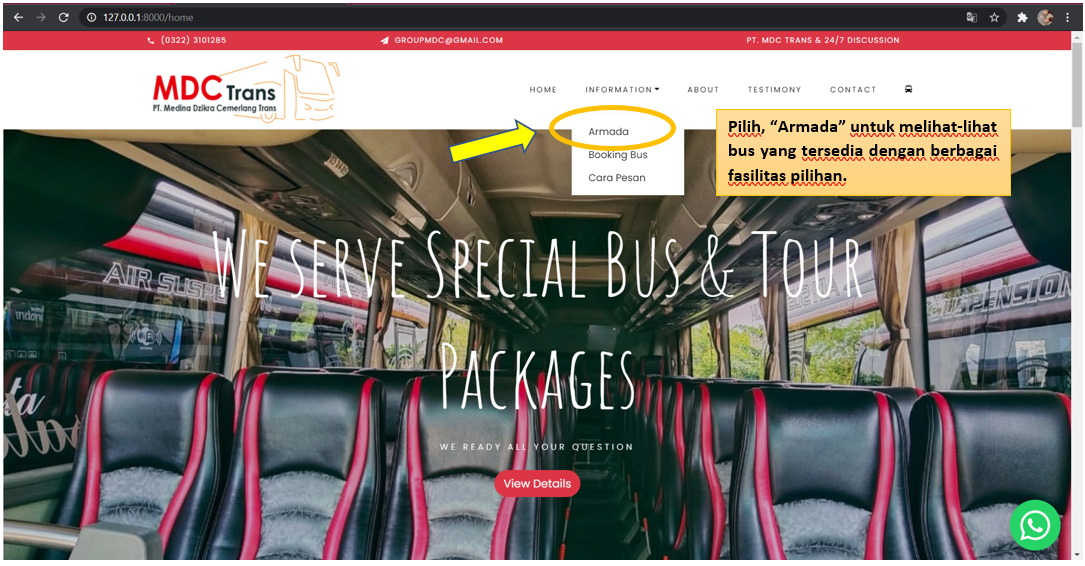 127.0.0.1:8000/home
(0322) 3101285 GROUPMDC@GMAIL.COM PT. MDC TRANS & 24/7 DISCUSSION
MDC Trans
PT. Medina Dzikra Cemerlang Trans
HOME INFORMATION ABOUT TESTIMONY CONTACT
Armada
Booking Bus
Cara Pesan
Pilih, “Armada” untuk melihat-lihat
bus yang tersedia dengan berbagai
fasilitas pilihan.
AIR SUSPEN
SPENSION
WE SERVE SPECIAL BUS & TOUR
PACKAGES
WE READY ALL YOUR QUESTION
View Details